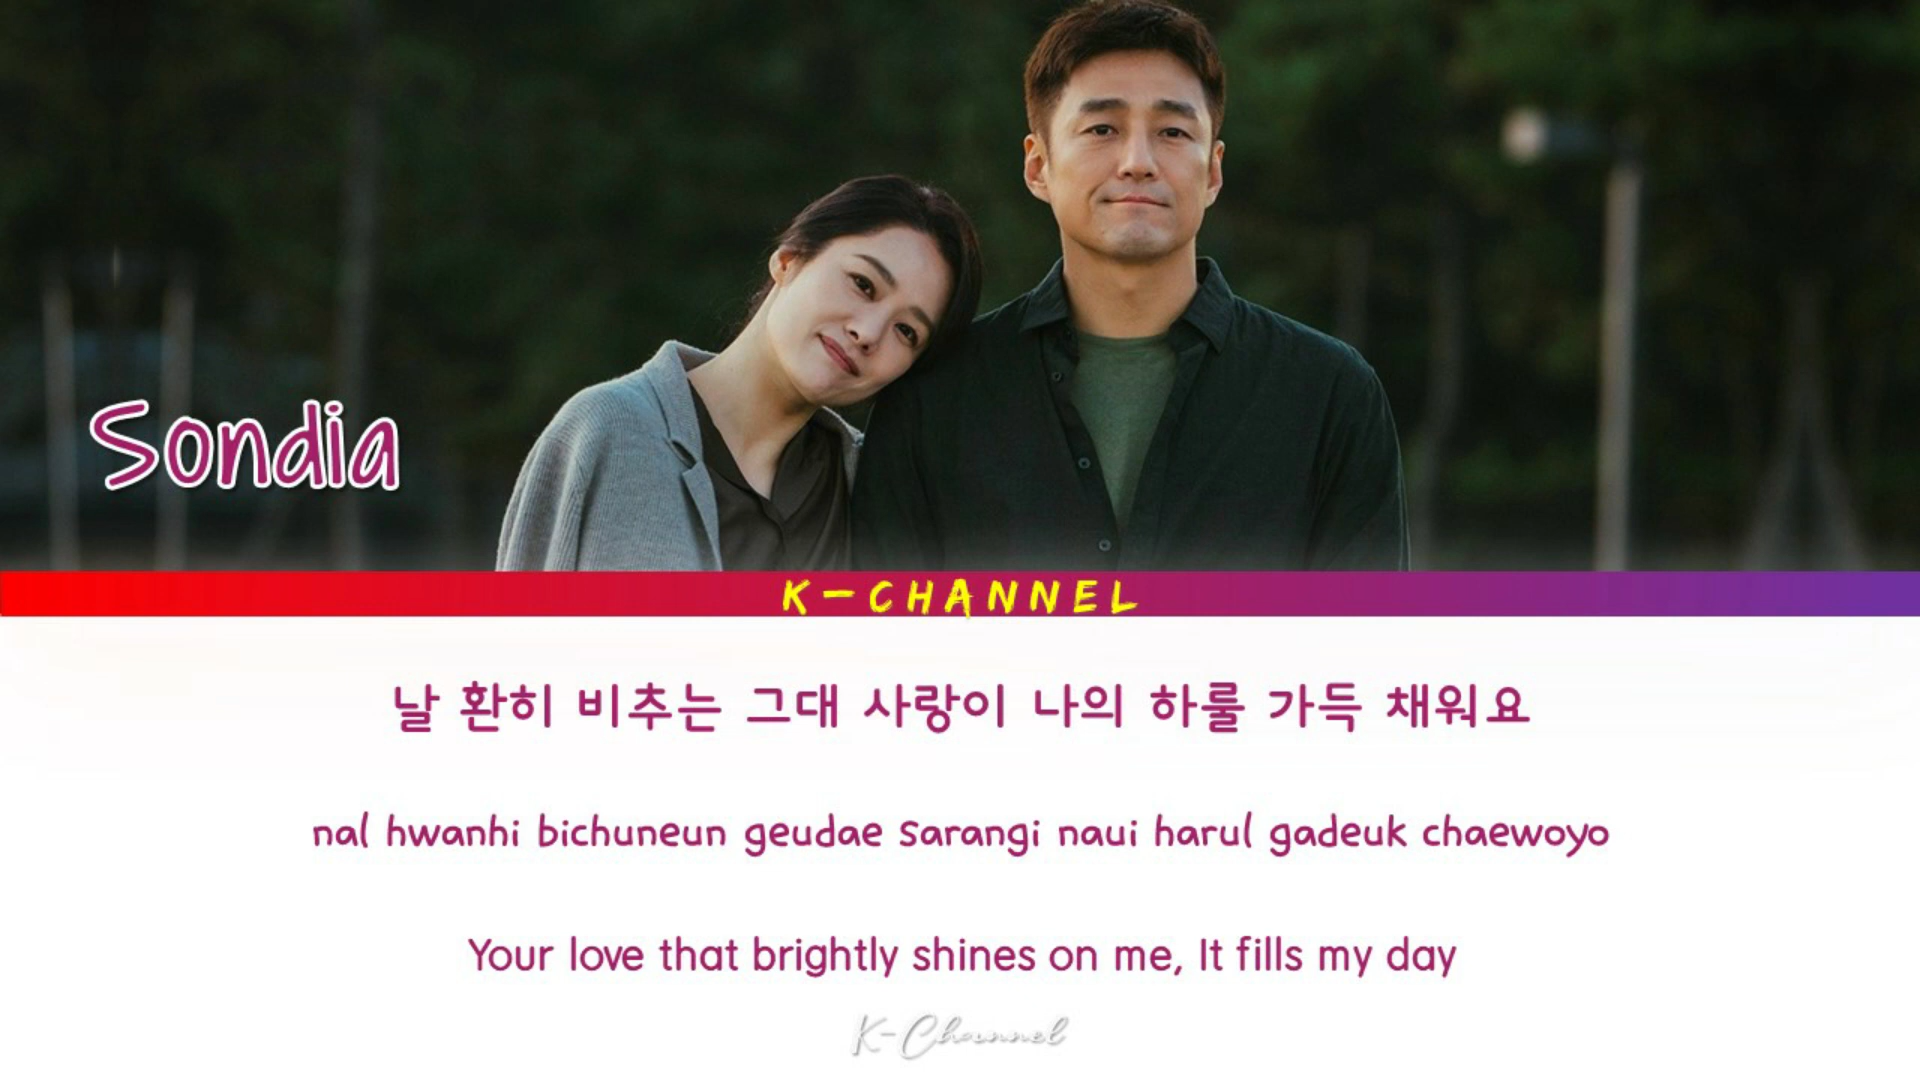 Sondia
K-CHANNEL
날 환히 비추는 그대 사랑이 나의 하룰 가득 채워요
nal hwanhi bichuneun geudae sarangi naui harul gadeuk chaewoyo
Your love that brightly shines on me, It fills my day
K-Channel